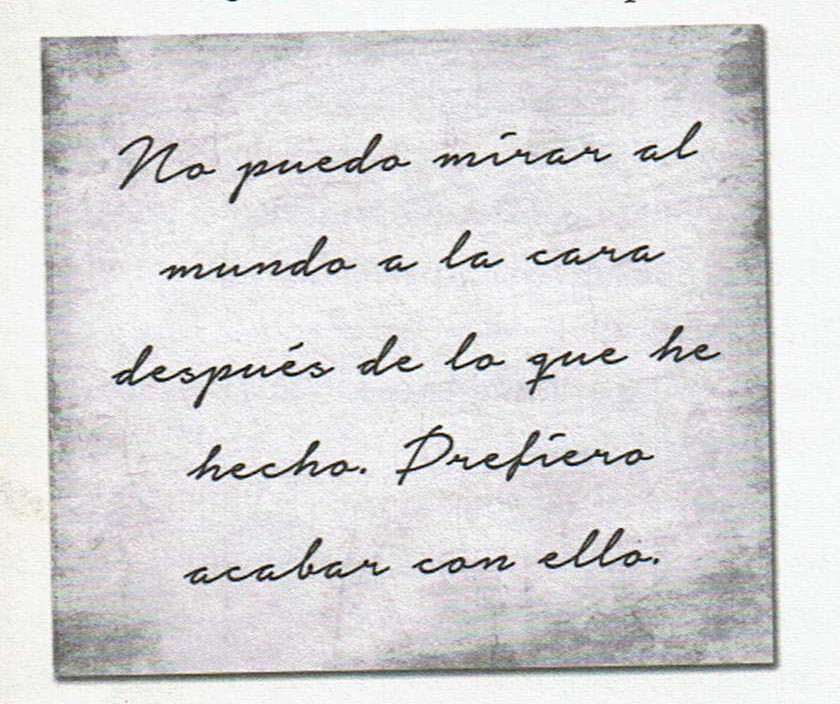 No puedo mirar al
mundo a la cara
después de lo que he
hecho. Prefiero
acabar con ello.